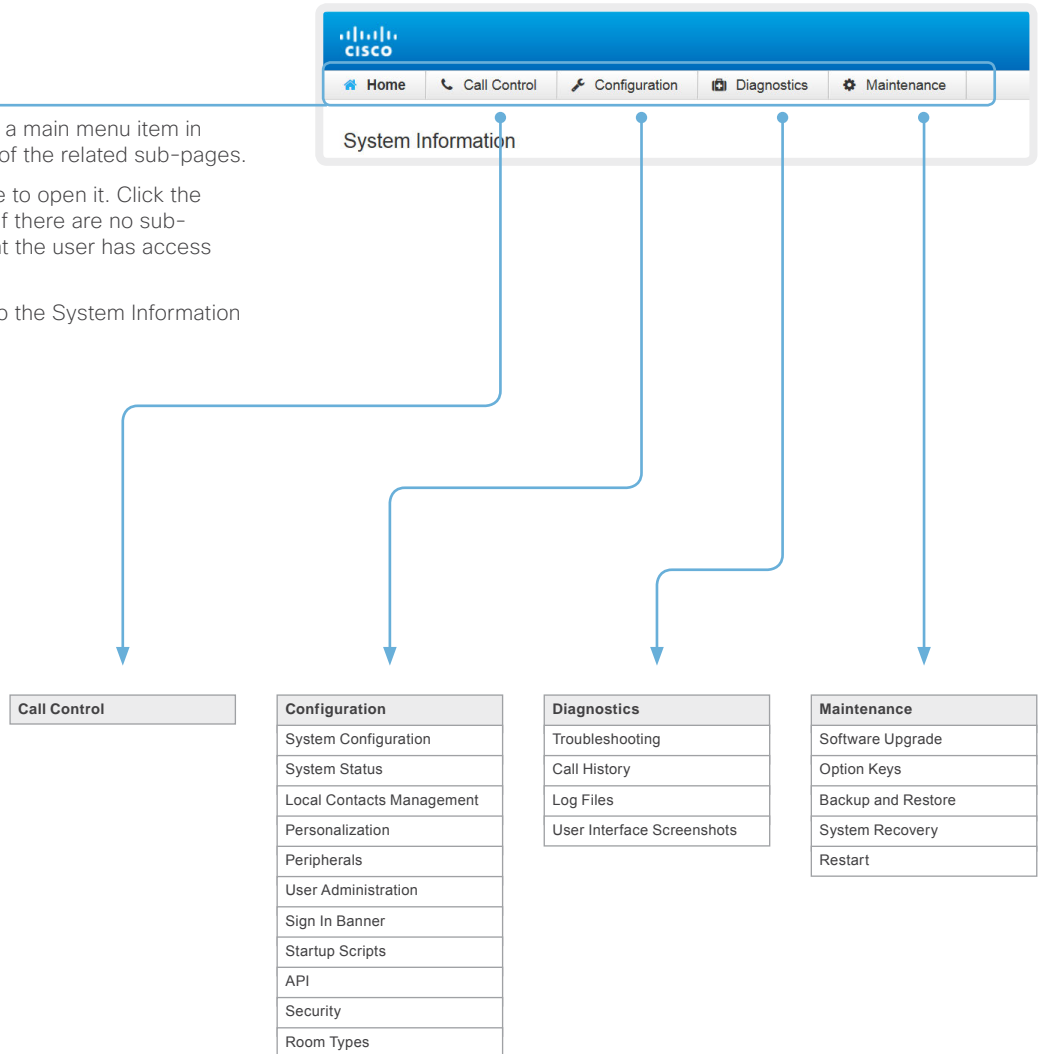 CISCO
Home Call Control Configuration Diagnostics Maintenance
System Information
a main menu item in
of the related sub-pages.
e to open it. Click the
f there are no sub-
t the user has access
o the System Information
Call Control
Configuration
System Configuration
System Status
Local Contacts Management
Personalization
Peripherals
User Administration
Sign In Banner
Startup Scripts
API
Security
Room Types
Diagnostics
Troubleshooting
Call History
Log Files
User Interface Screenshots
Maintenance
Software Upgrade
Option Keys
Backup and Restore
System Recovery
Restart